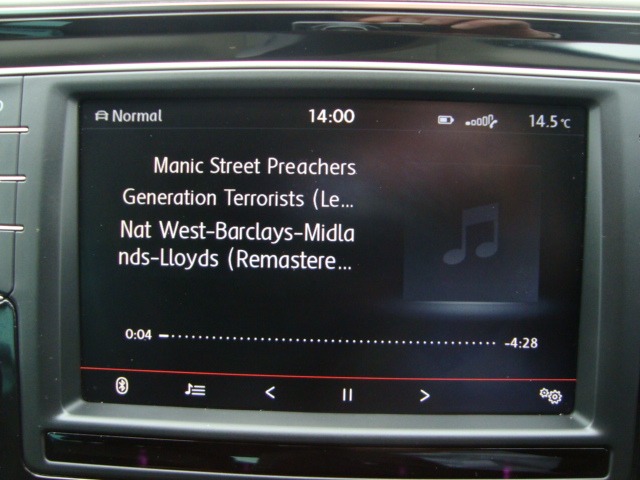 Normal 14:00 14.5°C
Manic Street Preachers
Generation Terrorists (Le...
Nat West-Barclays-Midla
nds-Lloyds (Remastere...
0:04 -4:28